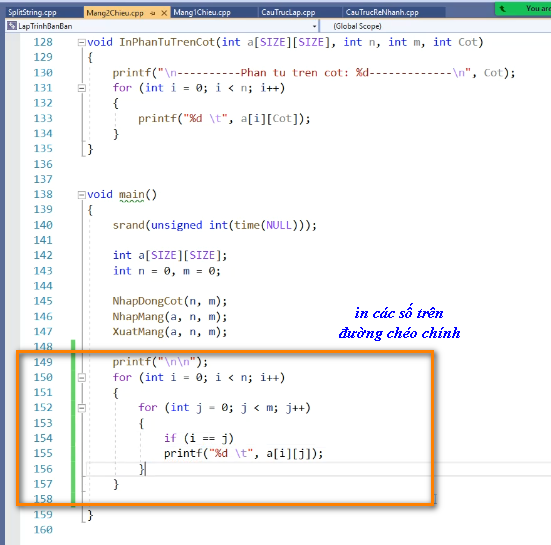 SplitString.cpp Mang2Chieu.cpp Mang1Chieu.cpp CauTrucLap.cpp CauTrucReNhanh.cpp You are
LapTrinhBanBan (Global Scope)
128 void InPhanTuTrenCot(int a[SIZE][SIZE], int n, int m, int Cot)
129 {
130 printf("\n----------Phan tu tren cot: %d-------------\n", Cot);
131 for (int i = 0; i < n; i++)
132 {
133 printf("%d \t", a[i][Cot]);
134 }
135 }
136
137
138 void main()
139 {
140 srand(unsigned int(time(NULL)));
141
142 int a[SIZE][SIZE];
143 int n = 0, m = 0;
144
145 NhapDongCot(n, m);
146 NhapMang(a, n, m);
147 XuatMang(a, n, m);
148
149 printf("\n\n");
150 for (int i = 0; i < n; i++)
151 {
152 for (int j = 0; j < m; j++)
153 {
154 if (i == j)
155 printf("%d \t", a[i][j]);
156 }
157 }
158
159 }
160
in các số trên
đường chéo chính